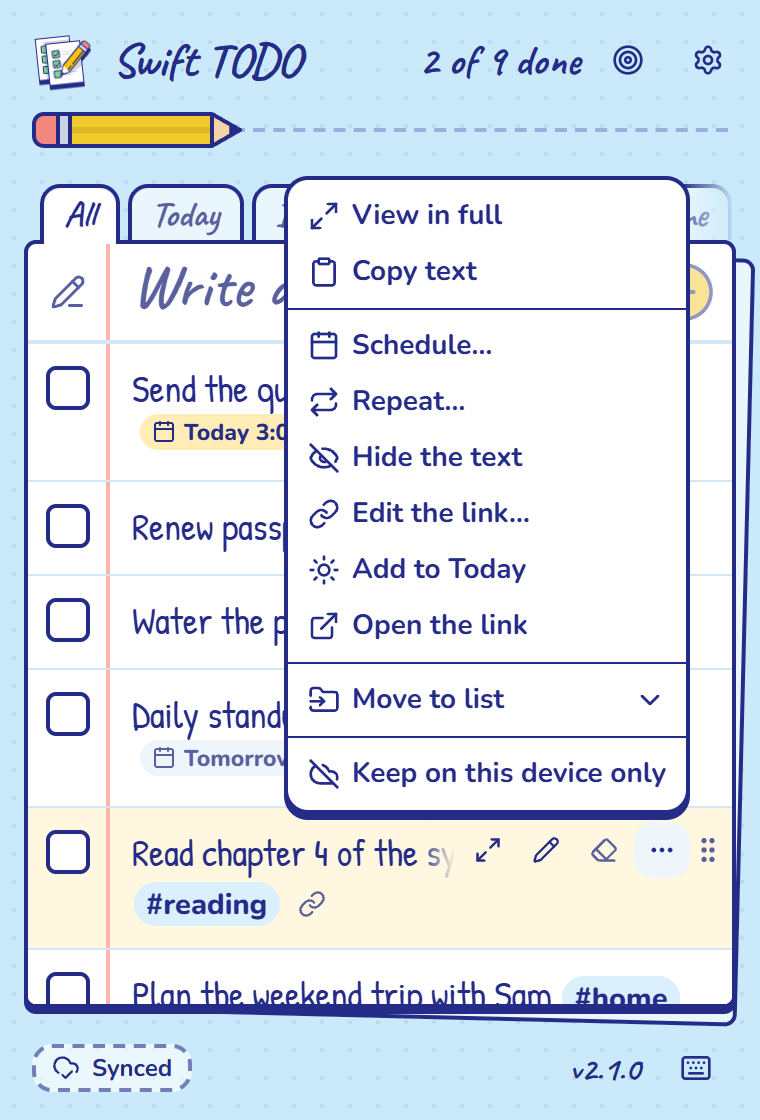 Swift TODO
2 of 9 done
All
Today
View in full
Copy text
Write
Schedule...
Send the
Today
Repeat...
Hide the text
Edit the link...
Renew
Add to Today
Water the
Open the link
Daily
Move to list
Keep on this device only
Read chapter 4 of the
#reading
Plan the weekend trip with Sam #home
Synced
v2.1.0